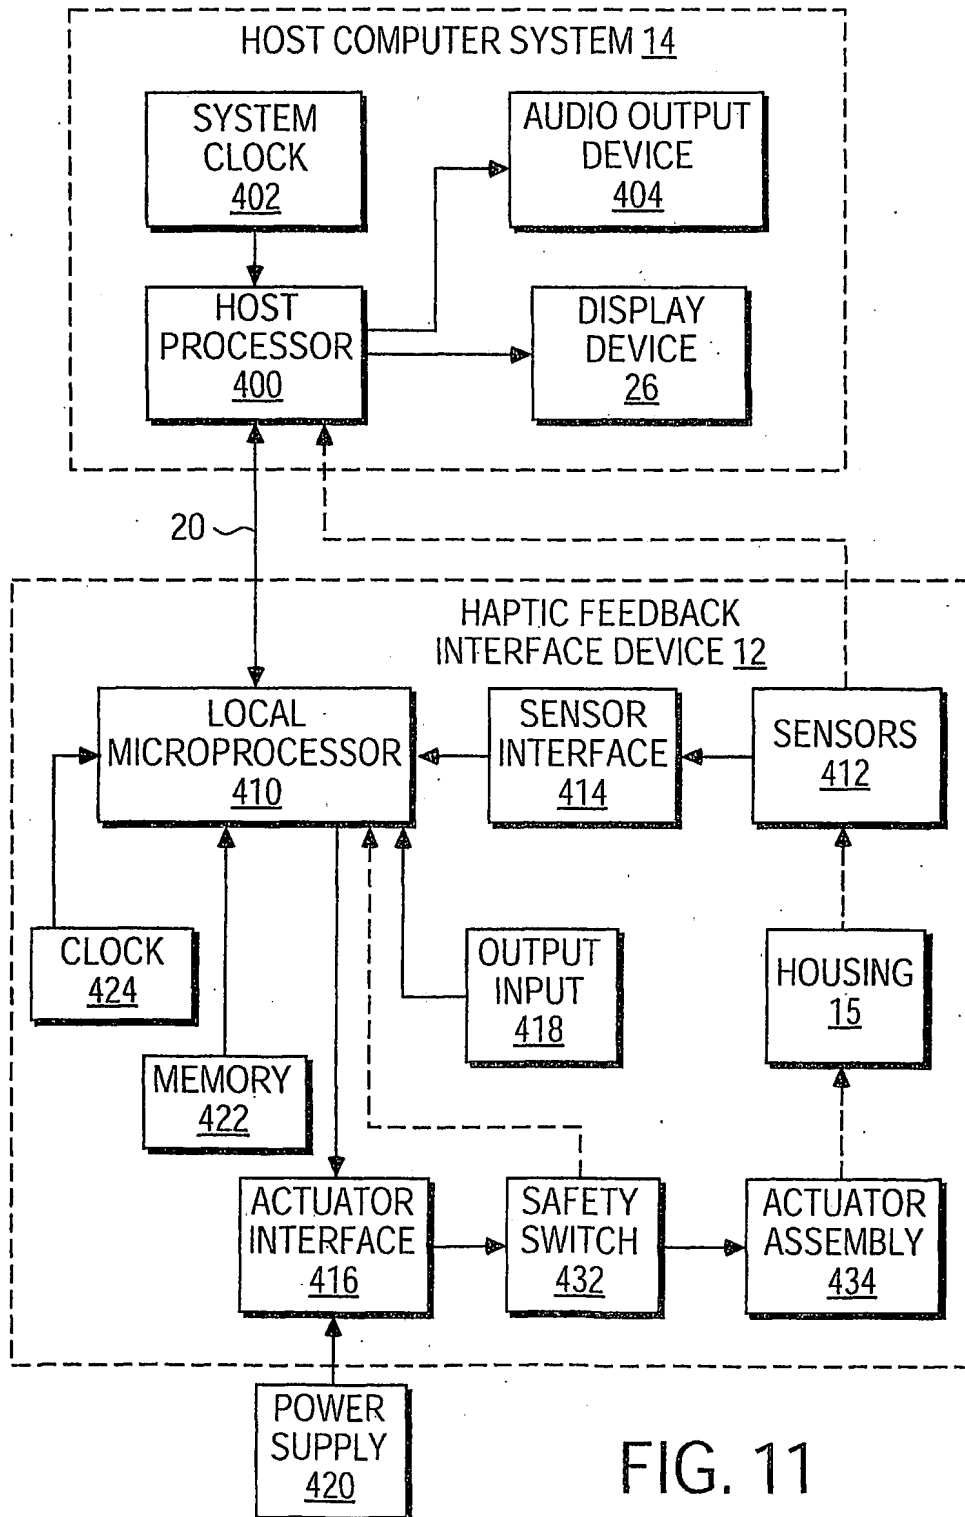 HOST COMPUTER SYSTEM 14
SYSTEM
CLOCK
402
AUDIO OUTPUT
DEVICE
404
HOST
PROCESSOR
400
DISPLAY
DEVICE
26
20
HAPTIC FEEDBACK
INTERFACE DEVICE 12
LOCAL
MICROPROCESSOR
410
SENSOR
INTERFACE
414
SENSORS
412
CLOCK
424
OUTPUT
INPUT
418
HOUSING
15
MEMORY
422
ACTUATOR
INTERFACE
416
SAFETY
SWITCH
432
ACTUATOR
ASSEMBLY
434
POWER
SUPPLY
420
FIG. 11